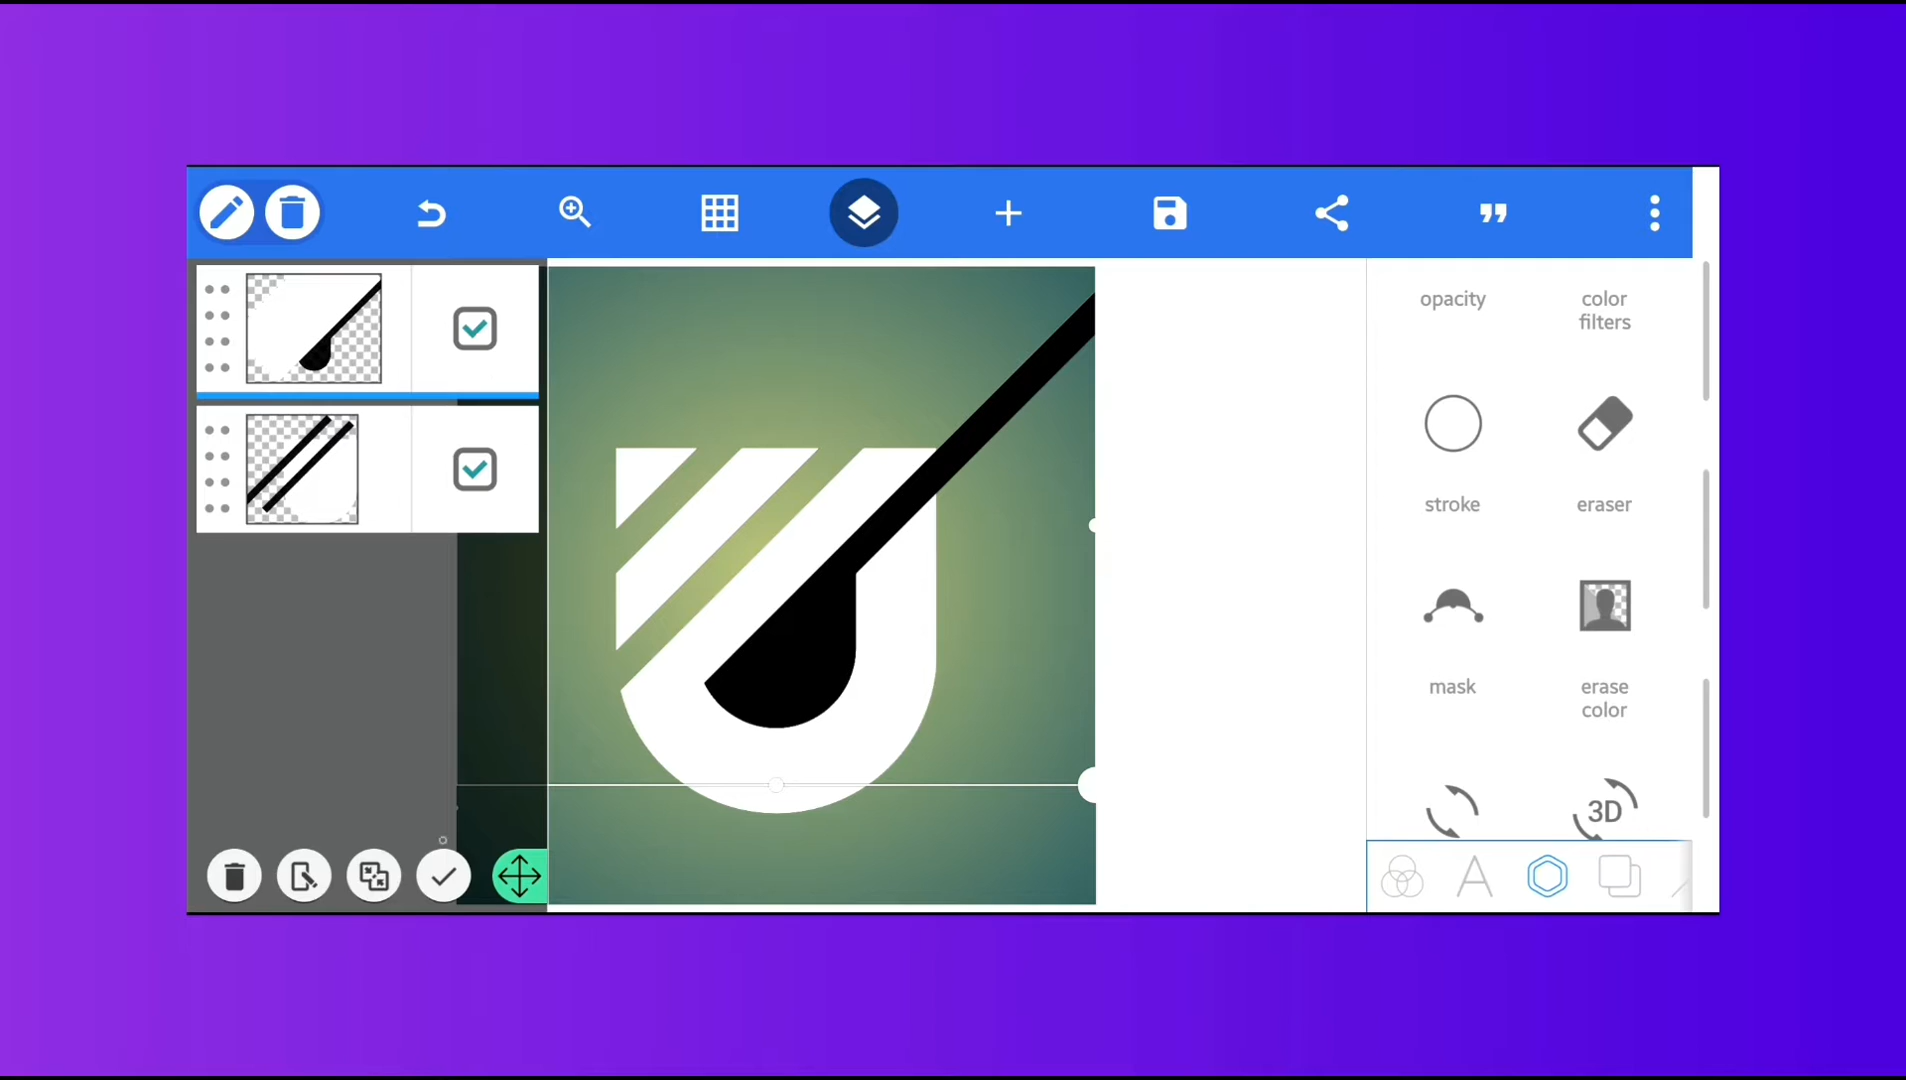 opacity
color
filters
stroke
eraser
mask
erase
color
3D